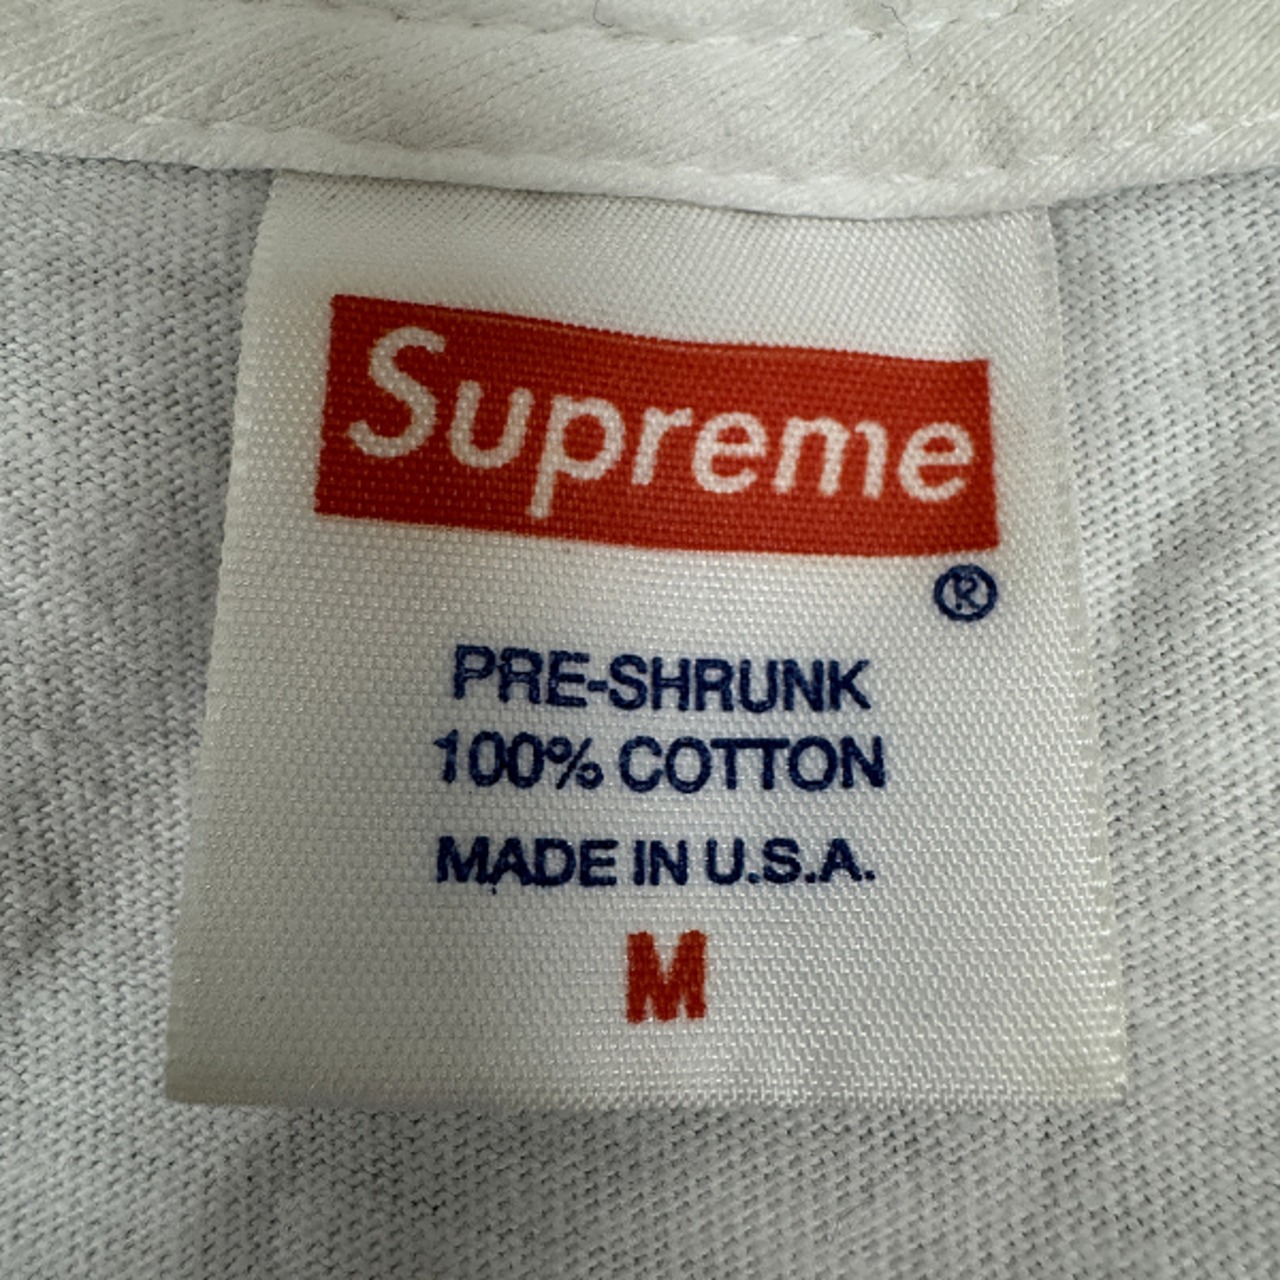 Supreme
®
PRE-SHRUNK
100% COTTON
MADE IN U.S.A.
M